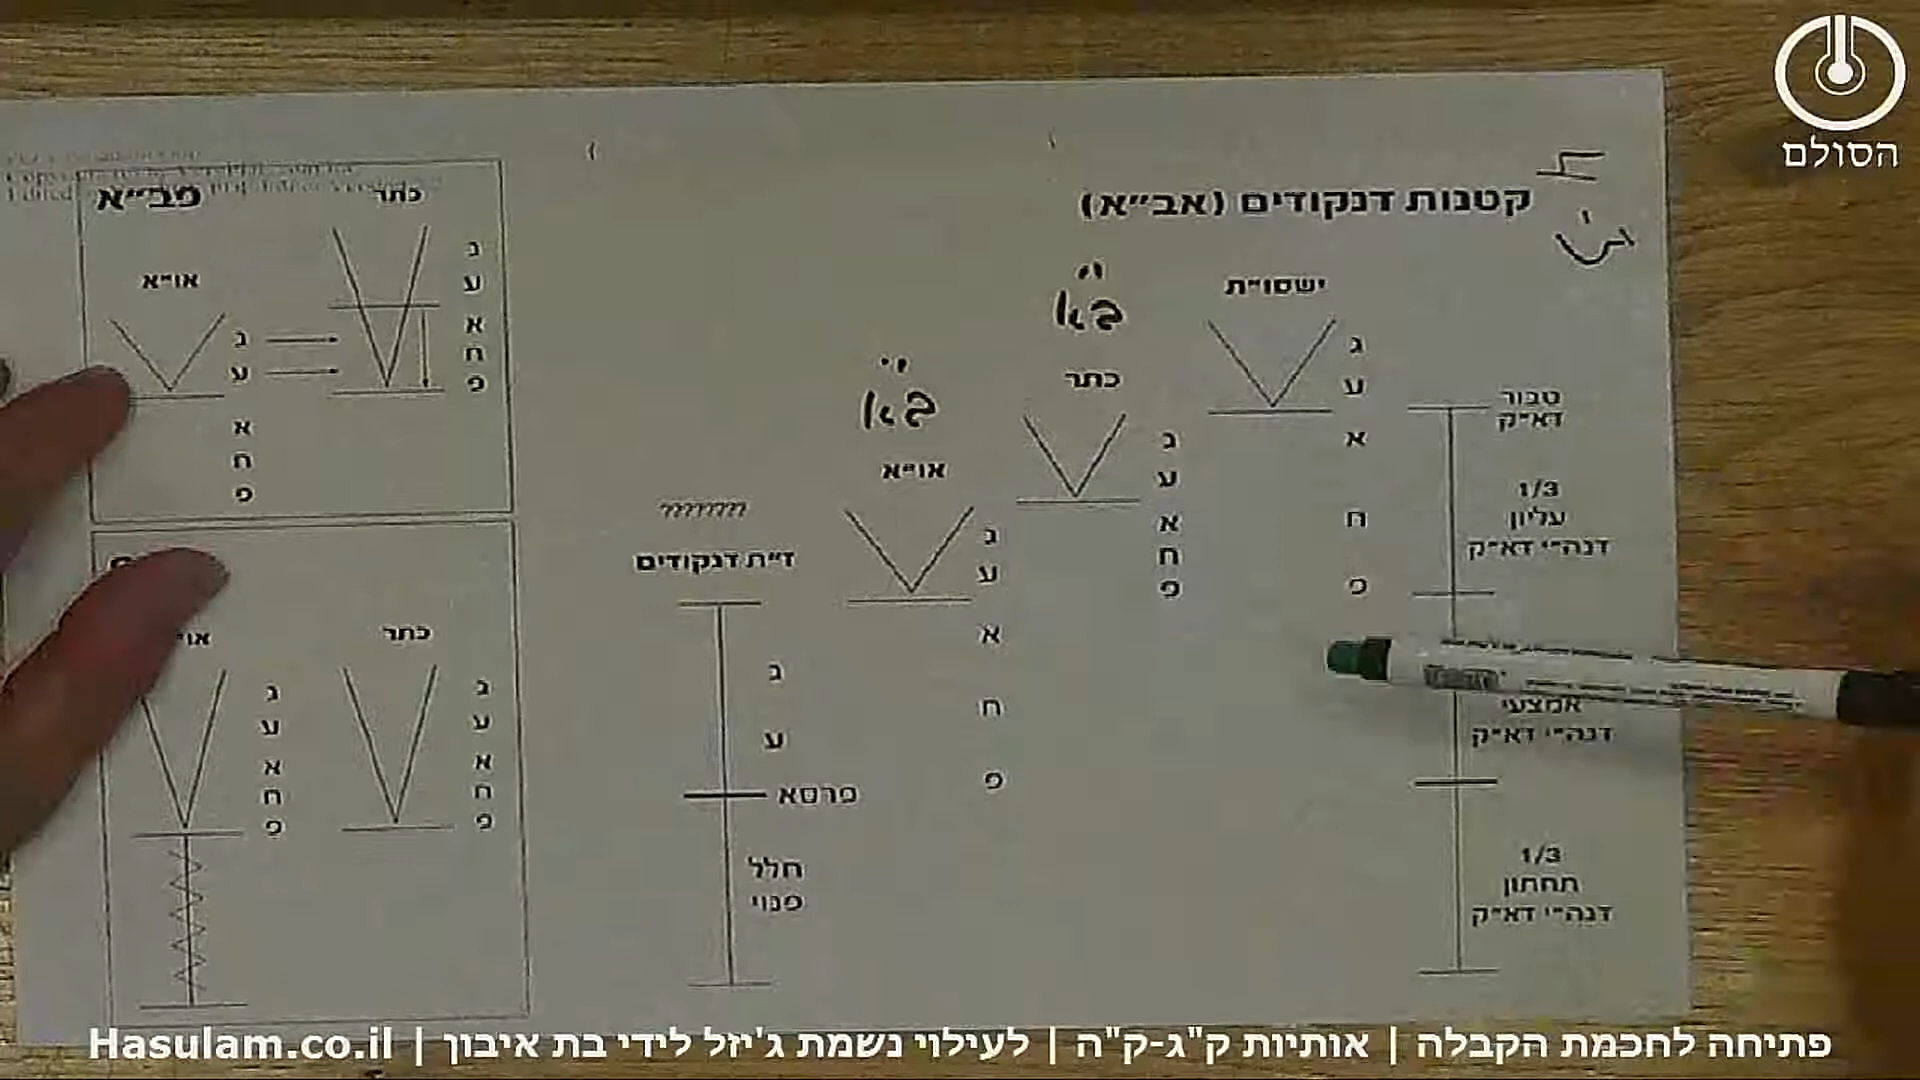 הסולם
קטנות דנקודים (אב״א)
ישסו״ת
נ
ע
א
ח
פ
טבור
דא״ק
1/3
עליון
דנה״י דא״ק
אמצעי
דנה״י דא״ק
1/3
תחתון
דנה״י דא״ק
כתר
נ
ע
א
ח
פ
או״א
נ
ע
א
ח
פ
????????
ז״ת דנקודים
נ
ע
פרסא
חלל
פנוי
פב״א
כתר
נ
ע
א
ח
פ
או״א
נ
ע
א
ח
פ
כתר
נ
ע
א
ח
פ
נ
ע
א
ח
פ
פתיחה לחכמת הקבלה | אותיות ק"ג-ק"ה | לעילוי נשמת ג'יזל לידי בת איבון | Hasulam.co.il